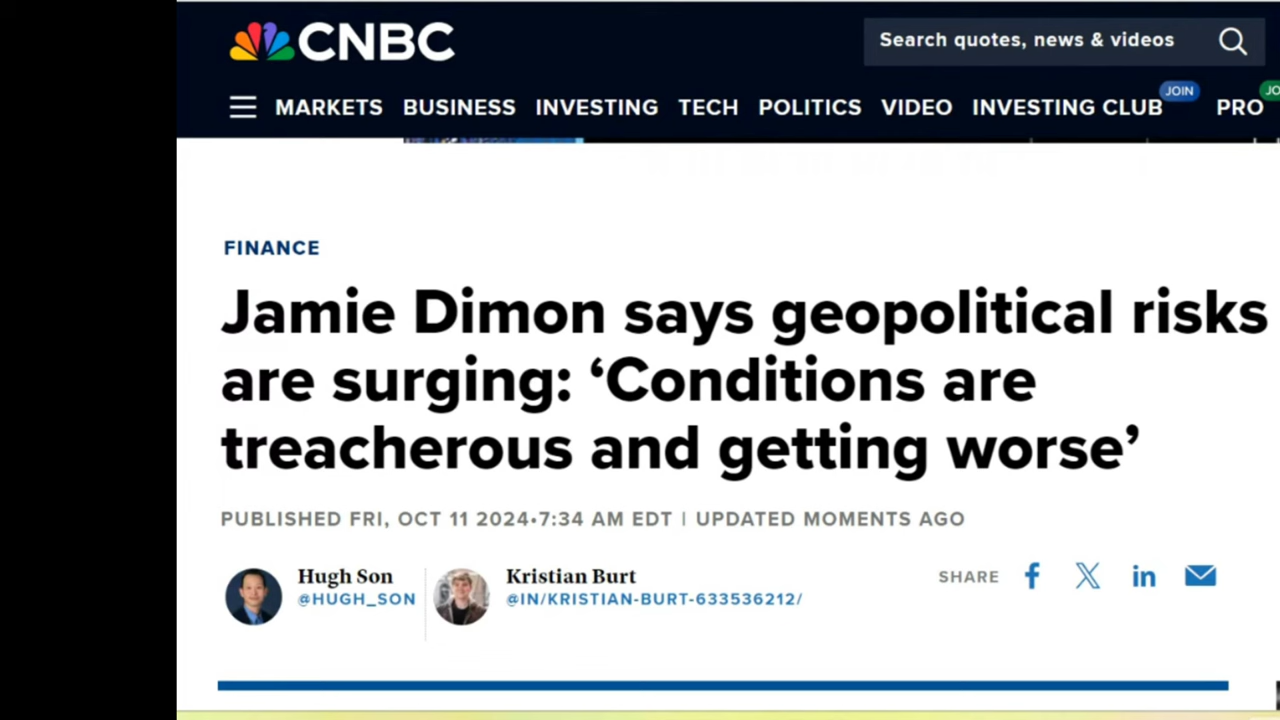 CNBC
Search quotes, news & videos
MARKETS BUSINESS INVESTING TECH POLITICS VIDEO INVESTING CLUB JOIN PRO JO
FINANCE
Jamie Dimon says geopolitical risks
are surging: ‘Conditions are
treacherous and getting worse’
PUBLISHED FRI, OCT 11 2024•7:34 AM EDT | UPDATED MOMENTS AGO
Hugh Son
@HUGH_SON
Kristian Burt
@IN/KRISTIAN-BURT-633536212/
SHARE